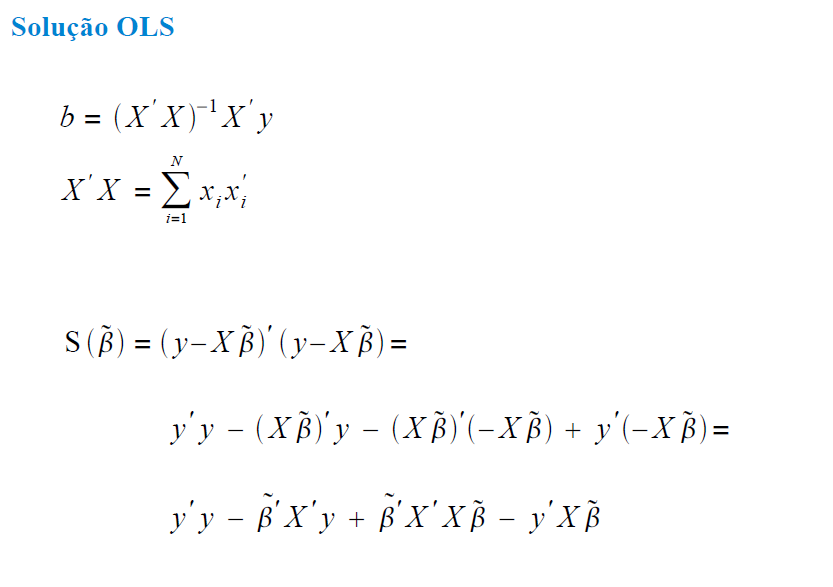 Solução OLS
b = (X′X)⁻¹X′y
X′X = ∑_{i=1}^{N} x_i x_i′
S(β̃) = (y−Xβ̃)′(y−Xβ̃)=
y′y − (Xβ̃)′y − (Xβ̃)′(−Xβ̃) + y′(−Xβ̃)=
y′y − β̃′X′y + β̃′X′Xβ̃ − y′Xβ̃